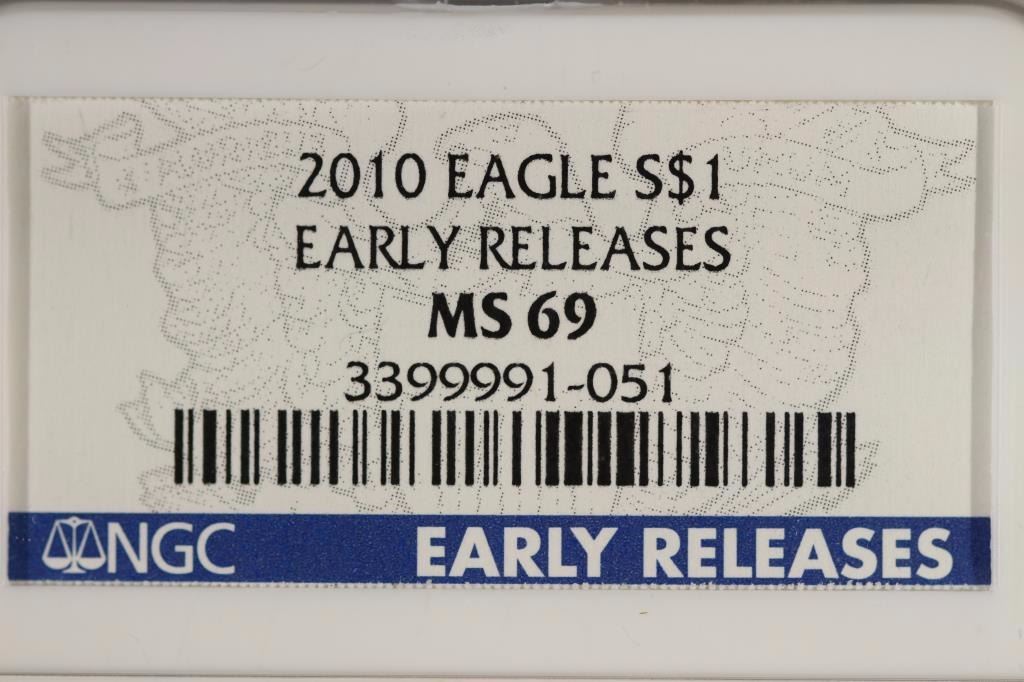 2010 EAGLE S$1
EARLY RELEASES
MS 69
3399991-051
NGC EARLY RELEASES